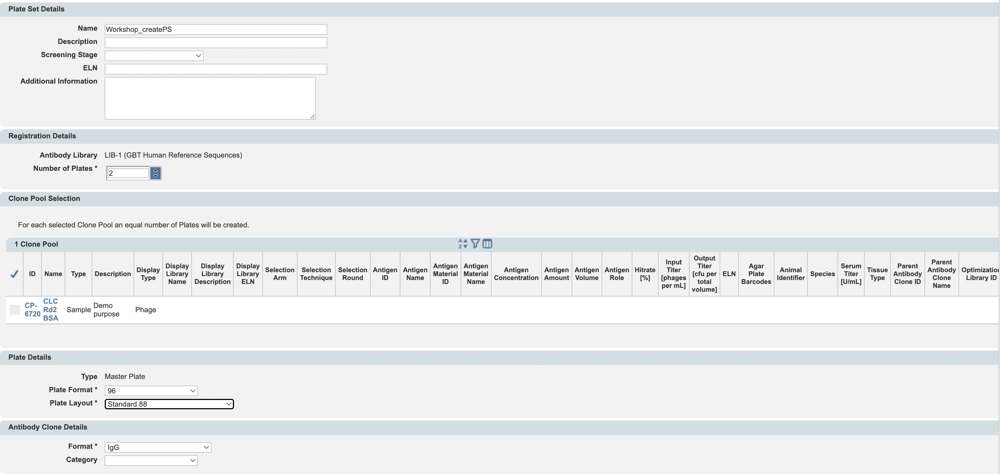 Plate Set Details
Name Workshop_createPS
Description
Screening Stage
ELN
Additional Information
Registration Details
Antibody Library LIB-1 (GBT Human Reference Sequences)
Number of Plates * 2
Clone Pool Selection
For each selected Clone Pool an equal number of Plates will be created.
1 Clone Pool
ID Name Type Description Display Type Display Library Name Display Library Description Display Library ELN Selection Arm Selection Technique Selection Round Antigen ID Antigen Name Antigen Material ID Antigen Material Name Antigen Concentration Antigen Amount Antigen Volume Antigen Role Hitrate [%] Input Titer [phages per mL] Output Titer [cfu per total volume] ELN Agar Plate Barcodes Animal Identifier Species Serum Titer [U/mL] Tissue Type Parent Antibody Clone ID Parent Antibody Clone Name Optimization Library ID
CP-6720 CLC Rd2 BSA Sample Demo purpose Phage
Plate Details
Type Master Plate
Plate Format * 96
Plate Layout * Standard 88
Antibody Clone Details
Format * IgG
Category